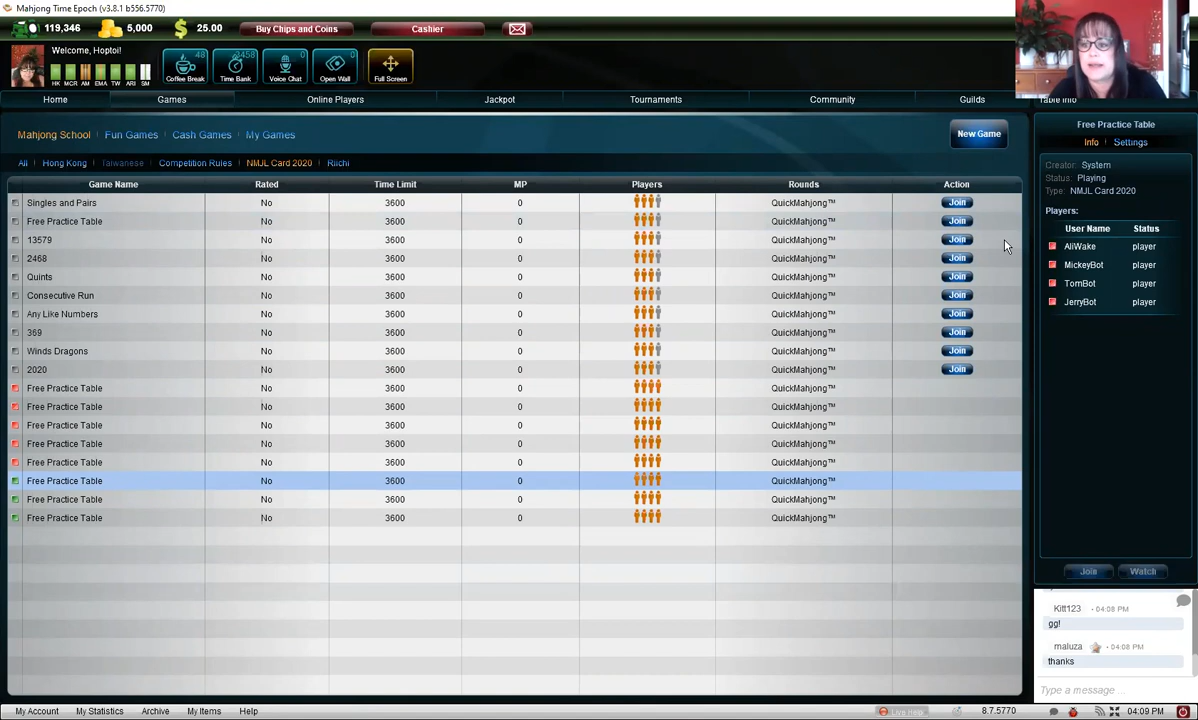 Mahjong Time Epoch (v3.8.1 b556.5770)
119,346 5,000 $ 25.00 Buy Chips and Coins Cashier
Welcome, Hoptoi!
48 3458 0 0
HK MCR AM EMA TW ARI SM
Coffee Break Time Bank Voice Chat Open Wall Full Screen
Home Games Online Players Jackpot Tournaments Community Guilds Table Info
Mahjong School Fun Games Cash Games My Games New Game
All Hong Kong Taiwanese Competition Rules NMJL Card 2020 Riichi
Game Name Rated Time Limit MP Players Rounds Action
Singles and Pairs No 3600 0 QuickMahjong™ Join
Free Practice Table No 3600 0 QuickMahjong™ Join
13579 No 3600 0 QuickMahjong™ Join
2468 No 3600 0 QuickMahjong™ Join
Quints No 3600 0 QuickMahjong™ Join
Consecutive Run No 3600 0 QuickMahjong™ Join
Any Like Numbers No 3600 0 QuickMahjong™ Join
369 No 3600 0 QuickMahjong™ Join
Winds Dragons No 3600 0 QuickMahjong™ Join
2020 No 3600 0 QuickMahjong™ Join
Free Practice Table No 3600 0 QuickMahjong™
Free Practice Table No 3600 0 QuickMahjong™
Free Practice Table No 3600 0 QuickMahjong™
Free Practice Table No 3600 0 QuickMahjong™
Free Practice Table No 3600 0 QuickMahjong™
Free Practice Table No 3600 0 QuickMahjong™
Free Practice Table No 3600 0 QuickMahjong™
Free Practice Table No 3600 0 QuickMahjong™
Free Practice Table
Info Settings
Creator: System
Status: Playing
Type: NMJL Card 2020
Players:
User Name Status
AliWake player
MickeyBot player
TomBot player
JerryBot player
Join Watch
Kitt123 • 04:08 PM
gg!
maluza • 04:08 PM
thanks
Type a message ...
My Account My Statistics Archive My Items Help Live Help 8.7.5770 04:09 PM